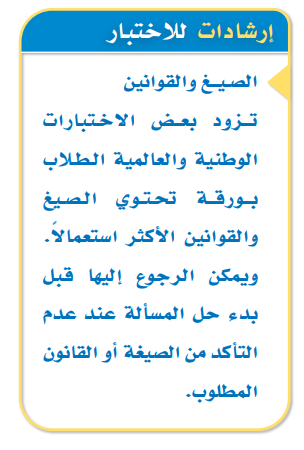 إرشادات للاختبار
الصيغ والقوانين
تزود بعض الاختبارات
الوطنية والعالمية الطلاب
بورقة تحتوي الصيغ
والقوانين الأكثر استعمالاً.
ويمكن الرجوع إليها قبل
بدء حل المسألة عند عدم
التأكد من الصيغة أو القانون
المطلوب.